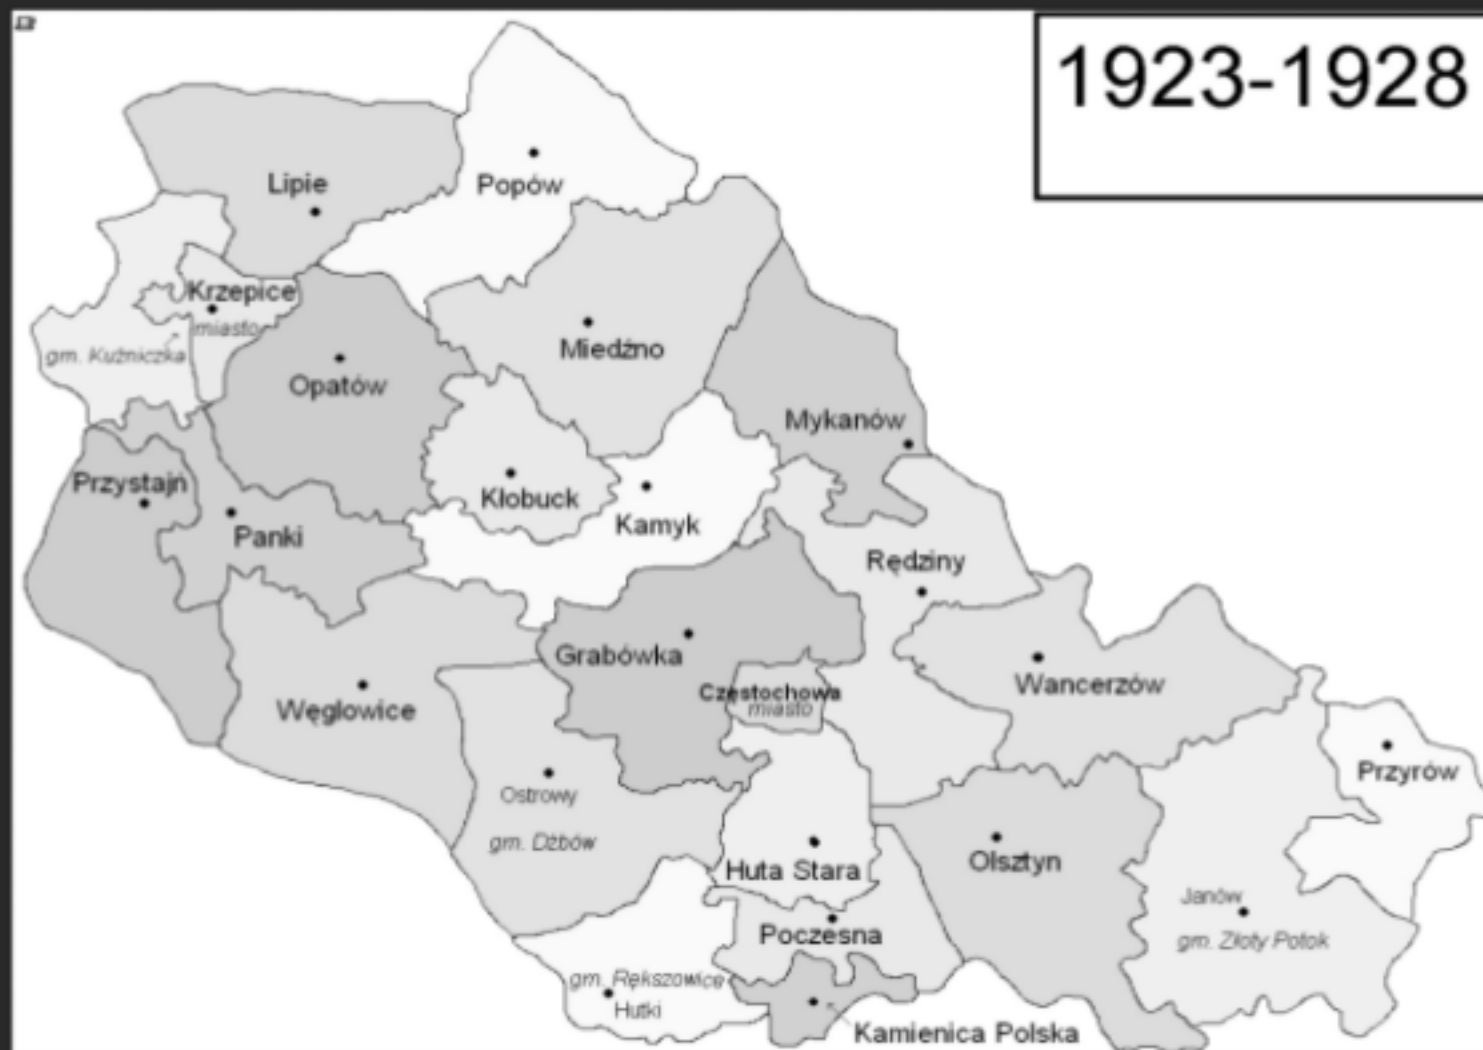 1923-1928
Popów
Lipie
Krzepice
miasto
gm. Kuźniczka
Miedźno
Opatów
Mykanów
Przystajń
Kłobuck
Kamyk
Panki
Rędziny
Grabówka
Wancerzów
Częstochowa
miasto
Węglowice
Przyrów
Ostrowy
gm. Dźbów
Huta Stara
Olsztyn
Janów
Poczesna
gm. Złoty Potok
gm. Rększowice
Hutki
Kamienica Polska